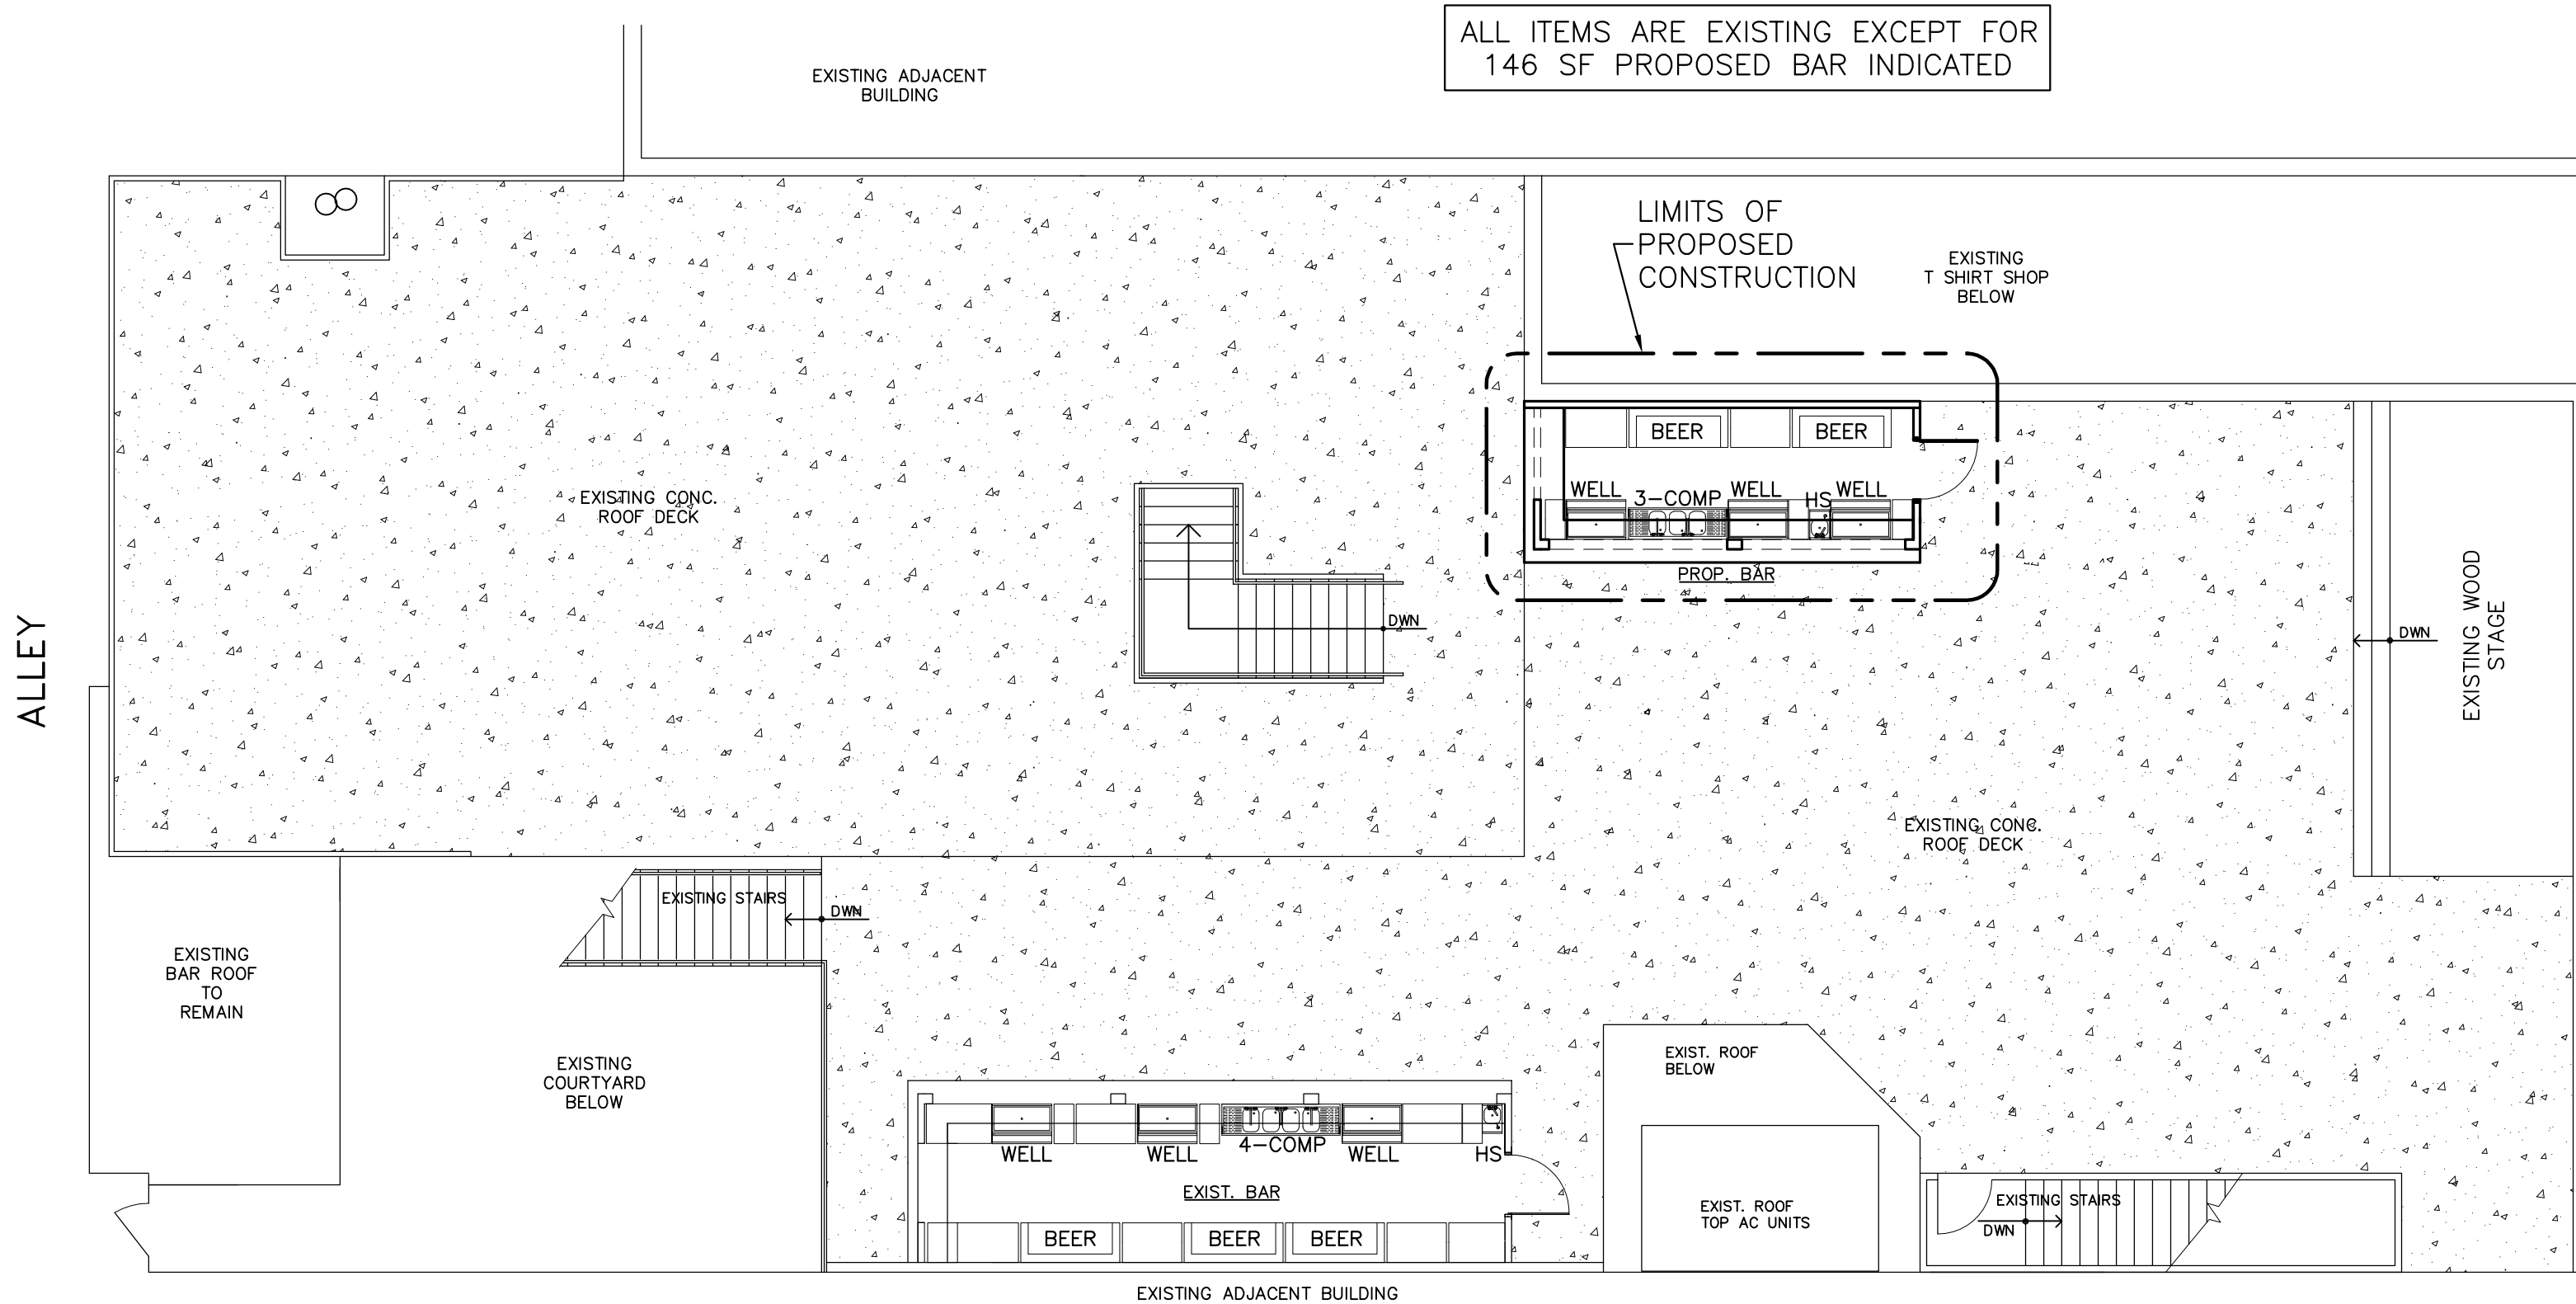 ALL ITEMS ARE EXISTING EXCEPT FOR
146 SF PROPOSED BAR INDICATED
EXISTING ADJACENT
BUILDING
LIMITS OF
PROPOSED
CONSTRUCTION
EXISTING
T SHIRT SHOP
BELOW
BEER
BEER
WELL
3-COMP
WELL
HS
WELL
PROP. BAR
EXISTING CONC.
ROOF DECK
DWN
ALLEY
DWN
EXISTING WOOD
STAGE
EXISTING CONC.
ROOF DECK
EXISTING STAIRS
DWN
EXISTING
BAR ROOF
TO
REMAIN
EXISTING
COURTYARD
BELOW
EXIST. ROOF
BELOW
WELL
WELL
4-COMP
WELL
HS
EXIST. BAR
BEER
BEER
BEER
EXIST. ROOF
TOP AC UNITS
EXISTING STAIRS
DWN
EXISTING ADJACENT BUILDING